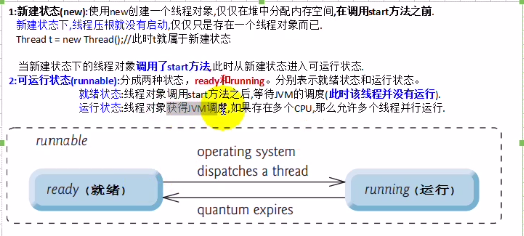 1:新建状态(new):使用new创建一个线程对象,仅仅在堆中分配内存空间,在调用start方法之前.
新建状态下,线程压根就没有启动,仅仅只是存在一个线程对象而已.
Thread t = new Thread();//此时t就属于新建状态
当新建状态下的线程对象调用了start方法,此时从新建状态进入可运行状态.
2:可运行状态(runnable):分成两种状态，ready和running。分别表示就绪状态和运行状态。
就绪状态:线程对象调用start方法之后,等待JVM的调度(此时该线程并没有运行).
运行状态:线程对象获得JVM调度,如果存在多个CPU,那么允许多个线程并行运行.
runnable
operating system
dispatches a thread
ready (就绪)
running (运行)
quantum expires